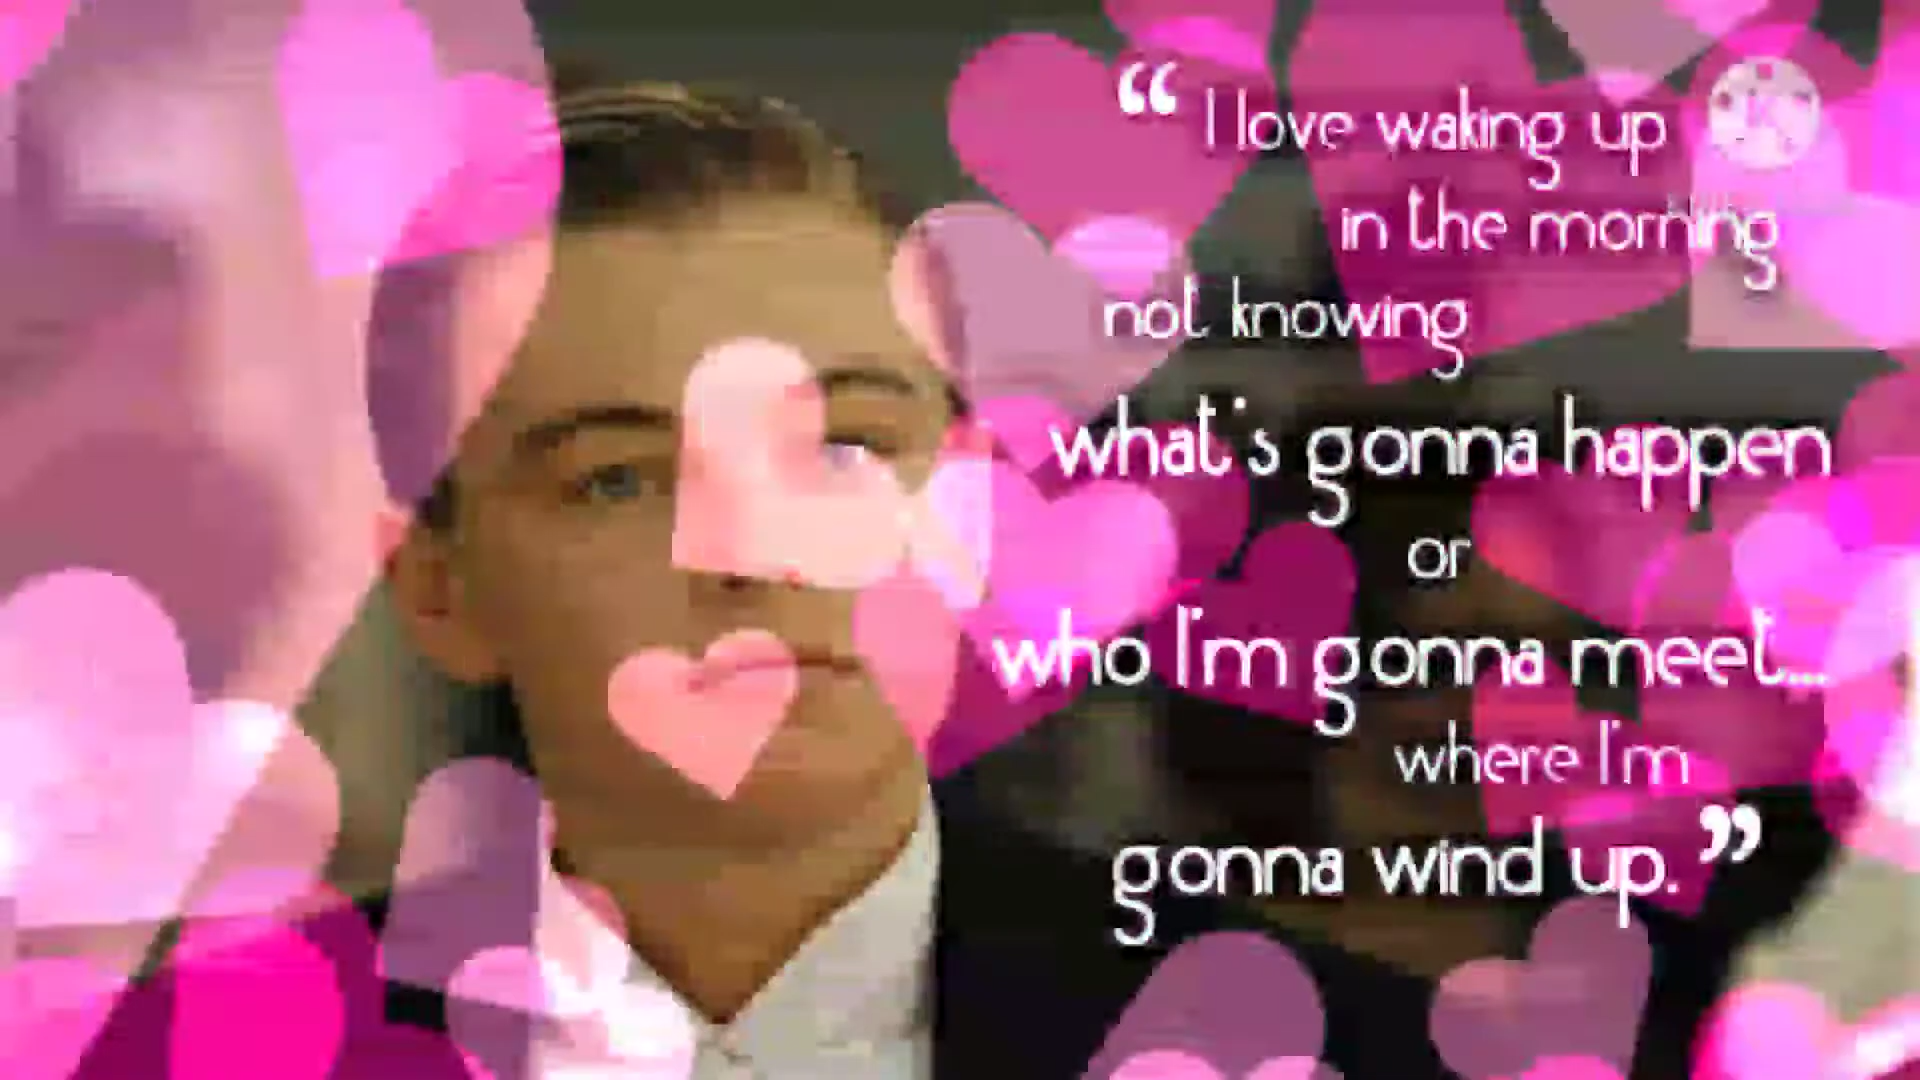 “ I love waking up
in the morning
not knowing
what's gonna happen
or
who I'm gonna meet...
where I'm
gonna wind up. ”
K